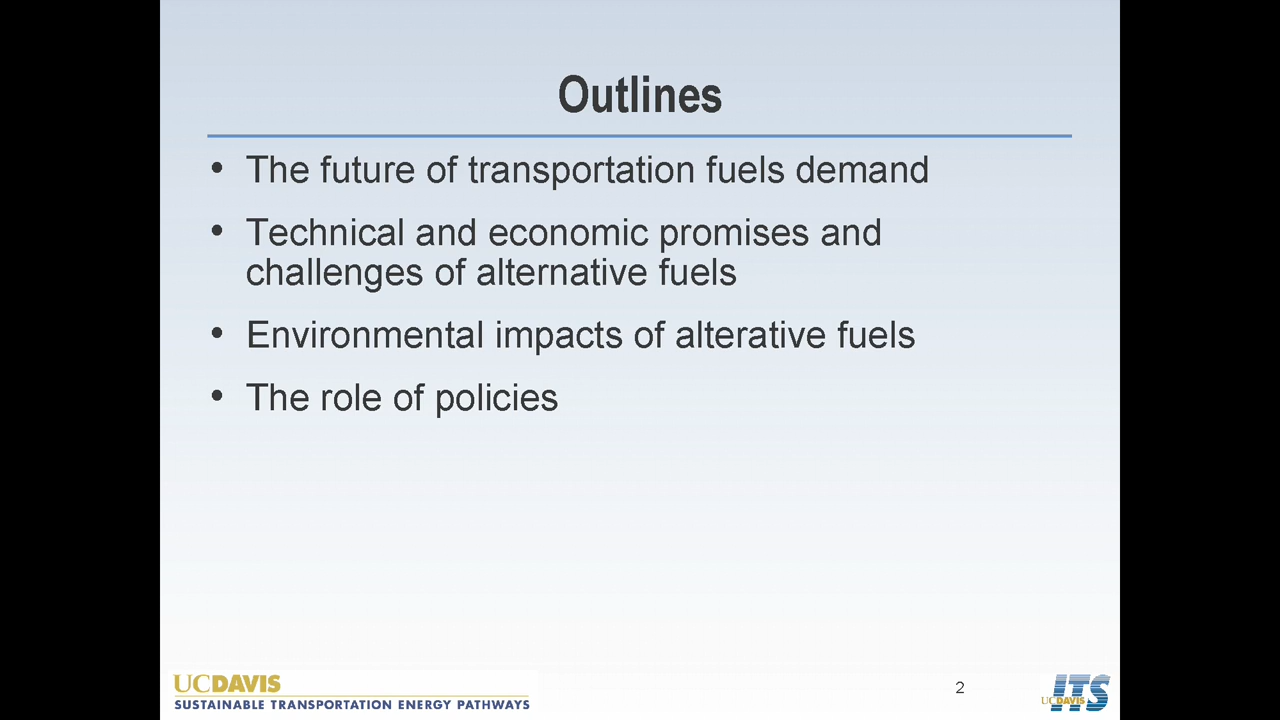 Outlines
• The future of transportation fuels demand
• Technical and economic promises and
challenges of alternative fuels
• Environmental impacts of alterative fuels
• The role of policies
UCDAVIS
SUSTAINABLE TRANSPORTATION ENERGY PATHWAYS
2
UCDAVIS ITS